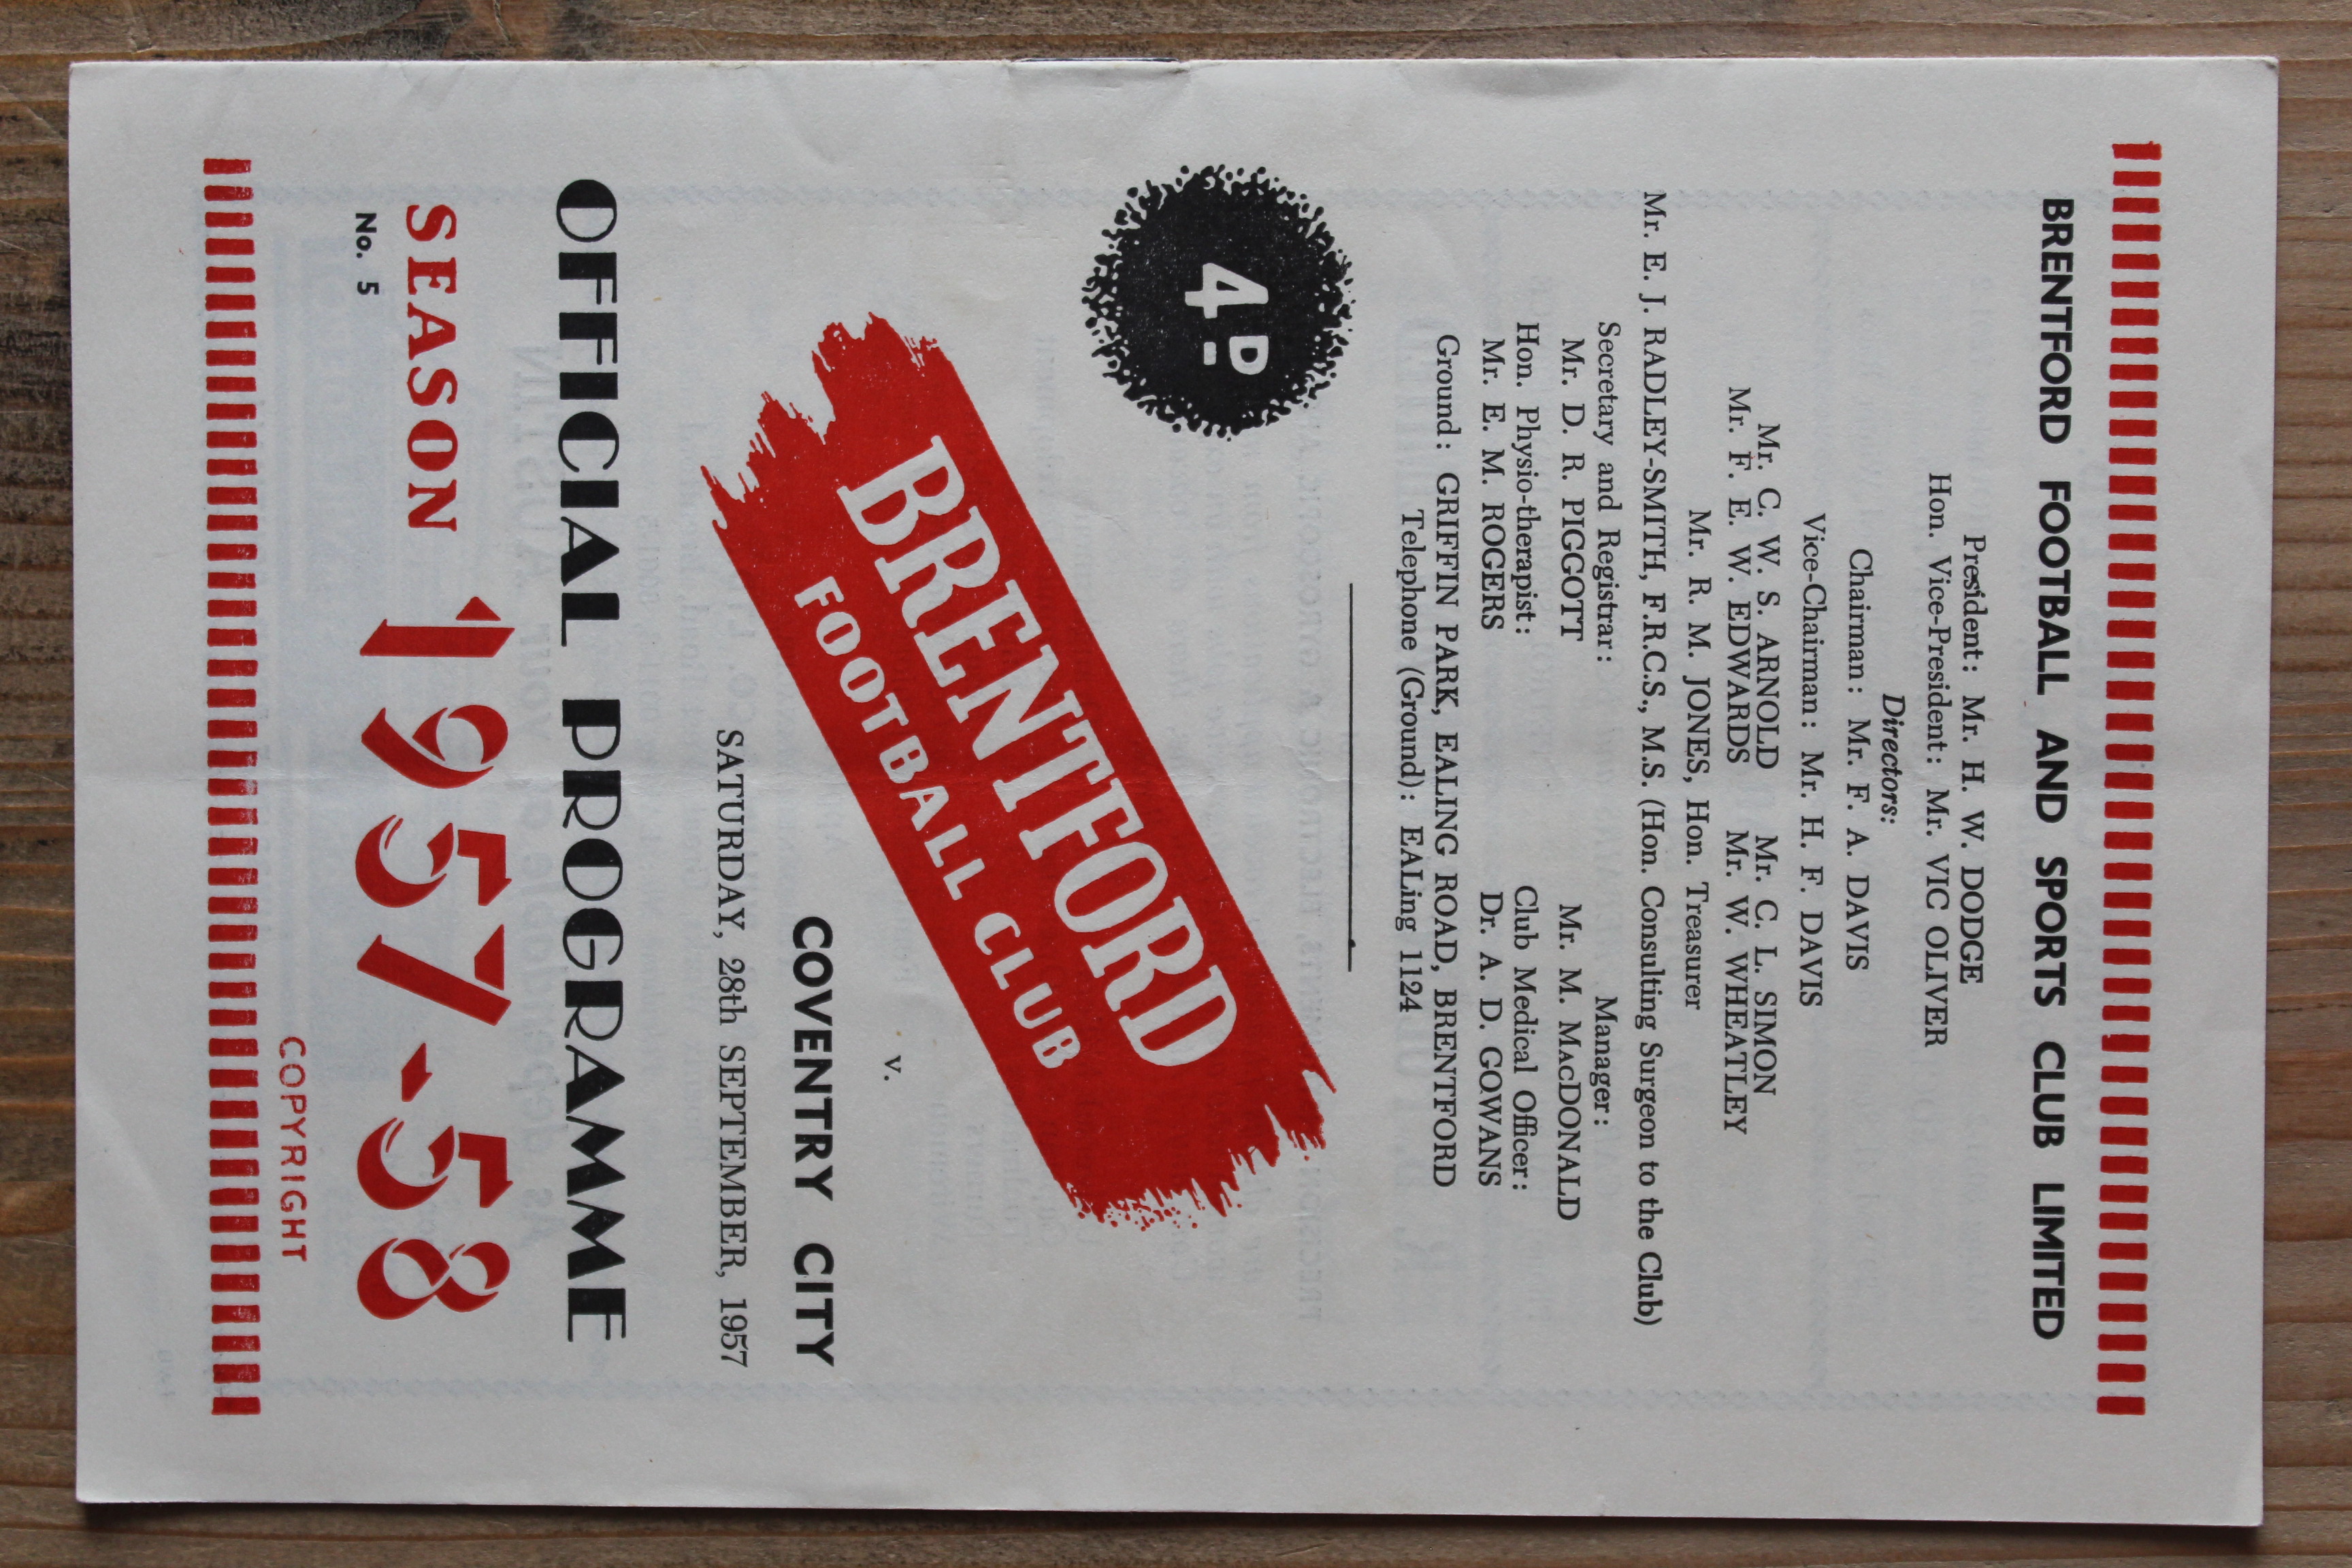 BRENTFORD FOOTBALL AND SPORTS CLUB LIMITED
President: Mr. H. W. DODGE
Hon. Vice-President: Mr. VIC OLIVER
Directors:
Chairman: Mr. F. A. DAVIS
Vice-Chairman: Mr. H. F. DAVIS
Mr. C. W. S. ARNOLD Mr. C. L. SIMON
Mr. F. E. W. EDWARDS Mr. W. WHEATLEY
Mr. R. M. JONES, Hon. Treasurer
Mr. E. J. RADLEY-SMITH, F.R.C.S., M.S. (Hon. Consulting Surgeon to the Club)
Secretary and Registrar: Manager:
Mr. D. R. PIGGOTT Mr. M. MACDONALD
Hon. Physio-therapist: Club Medical Officer:
Mr. E. M. ROGERS Dr. A. D. GOWANS
Ground: GRIFFIN PARK, EALING ROAD, BRENTFORD
Telephone (Ground): EALing 1124
4D.
BRENTFORD
FOOTBALL CLUB
v.
COVENTRY CITY
SATURDAY, 28th SEPTEMBER, 1957
OFFICIAL PROGRAMME
SEASON 1957-58
No. 5
COPYRIGHT